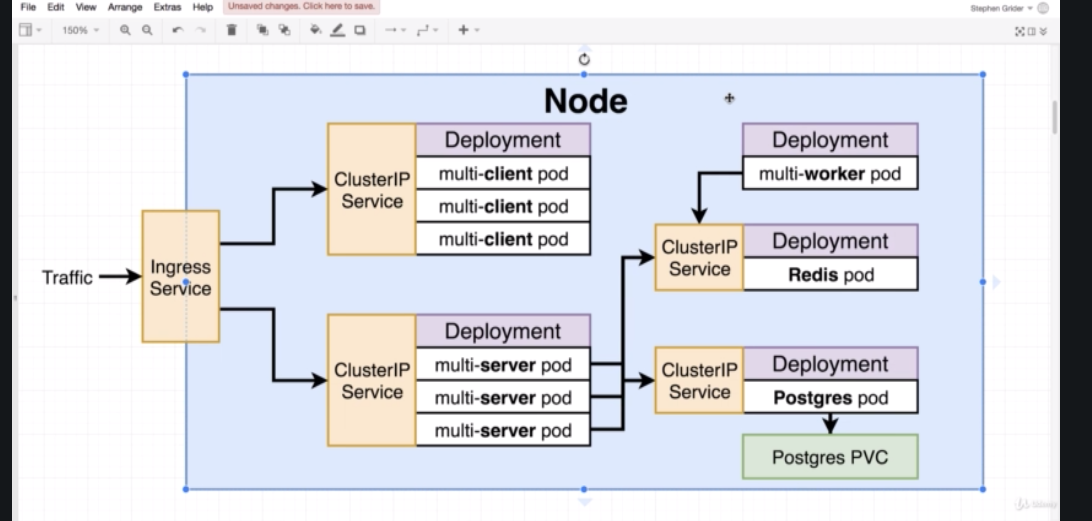 File Edit View Arrange Extras Help
Unsaved changes. Click here to save.
Stephen Grider
150%
Node
Traffic
Ingress
Service
ClusterIP
Service
Deployment
multi-client pod
multi-client pod
multi-client pod
ClusterIP
Service
Deployment
multi-server pod
multi-server pod
multi-server pod
Deployment
multi-worker pod
ClusterIP
Service
Deployment
Redis pod
ClusterIP
Service
Deployment
Postgres pod
Postgres PVC